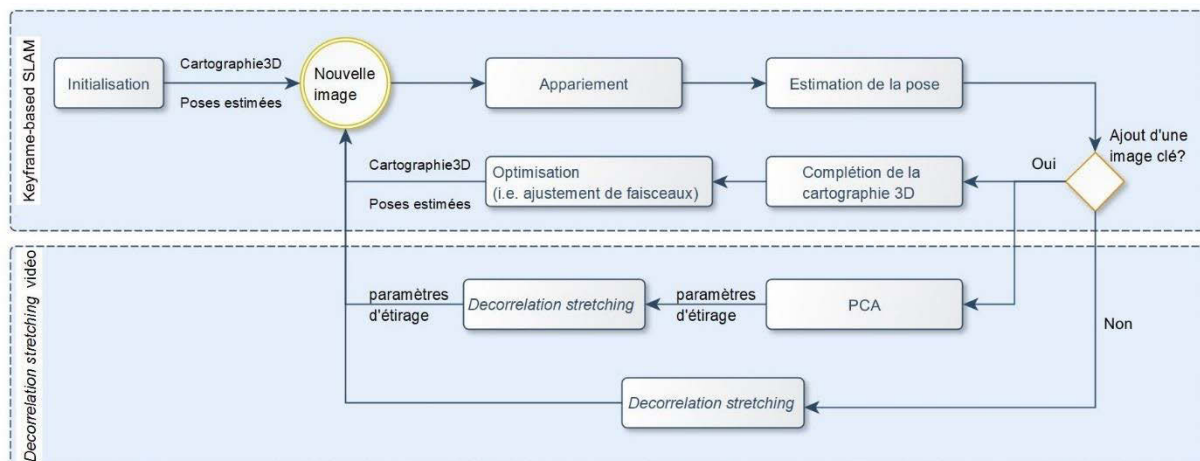 Keyframe-based SLAM
Initialisation
Cartographie3D
Poses estimées
Nouvelle
image
Appariement
Estimation de la pose
Ajout d'une
image clé?
Oui
Complétion de la
cartographie 3D
Optimisation
(i.e. ajustement de faisceaux)
Cartographie3D
Poses estimées
Decorrelation stretching vidéo
paramètres
d'étirage
Decorrelation stretching
paramètres
d'étirage
PCA
Non
Decorrelation stretching